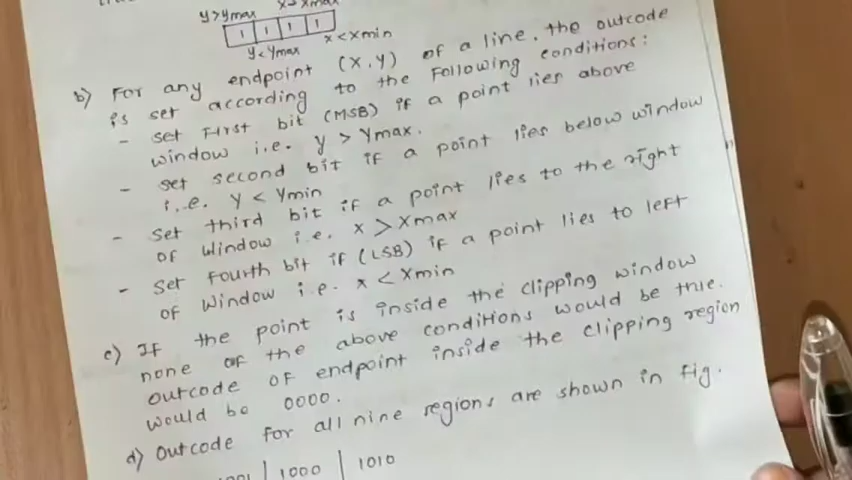 y>ymax x>xmax
1 1 1 1
y<ymax x<xmin
b) For any endpoint (x,y) of a line, the outcode
is set according to the following conditions:
- set first bit (MSB) if a point lies above
window i.e. y > ymax.
- set second bit if a point lies below window
i.e. y < ymin
- set third bit if a point lies to the right
of window i.e. x > xmax
- set fourth bit if (LSB) if a point lies to left
of window i.e. x < xmin
c) If the point is inside the clipping window
none of the above conditions would be true.
outcode of endpoint inside the clipping region
would be 0000.
d) outcode for all nine regions are shown in fig.
1001 | 1000 | 1010